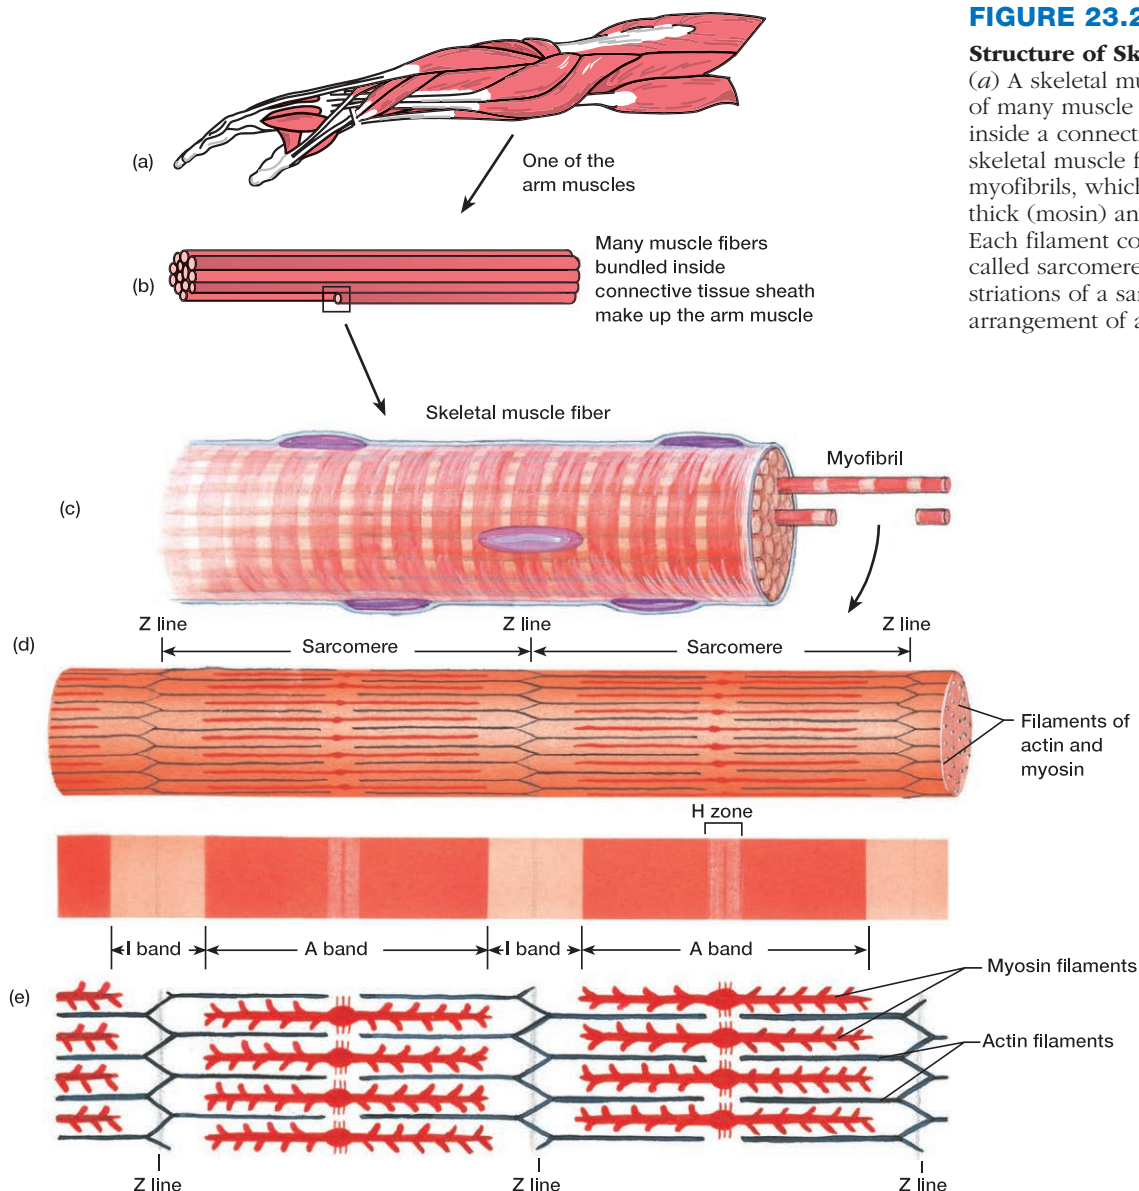 FIGURE 23.2
Structure of Sk
(a) A skeletal mu
of many muscle
inside a connecti
skeletal muscle f
myofibrils, which
thick (mosin) an
Each filament co
called sarcomere
striations of a sa
arrangement of a
(a)
One of the
arm muscles
(b)
Many muscle fibers
bundled inside
connective tissue sheath
make up the arm muscle
Skeletal muscle fiber
Myofibril
(c)
Z line
Z line
Z line
(d)
Sarcomere
Sarcomere
Filaments of
actin and
myosin
H zone
I band
A band
I band
A band
(e)
Myosin filaments
Actin filaments
Z line
Z line
Z line